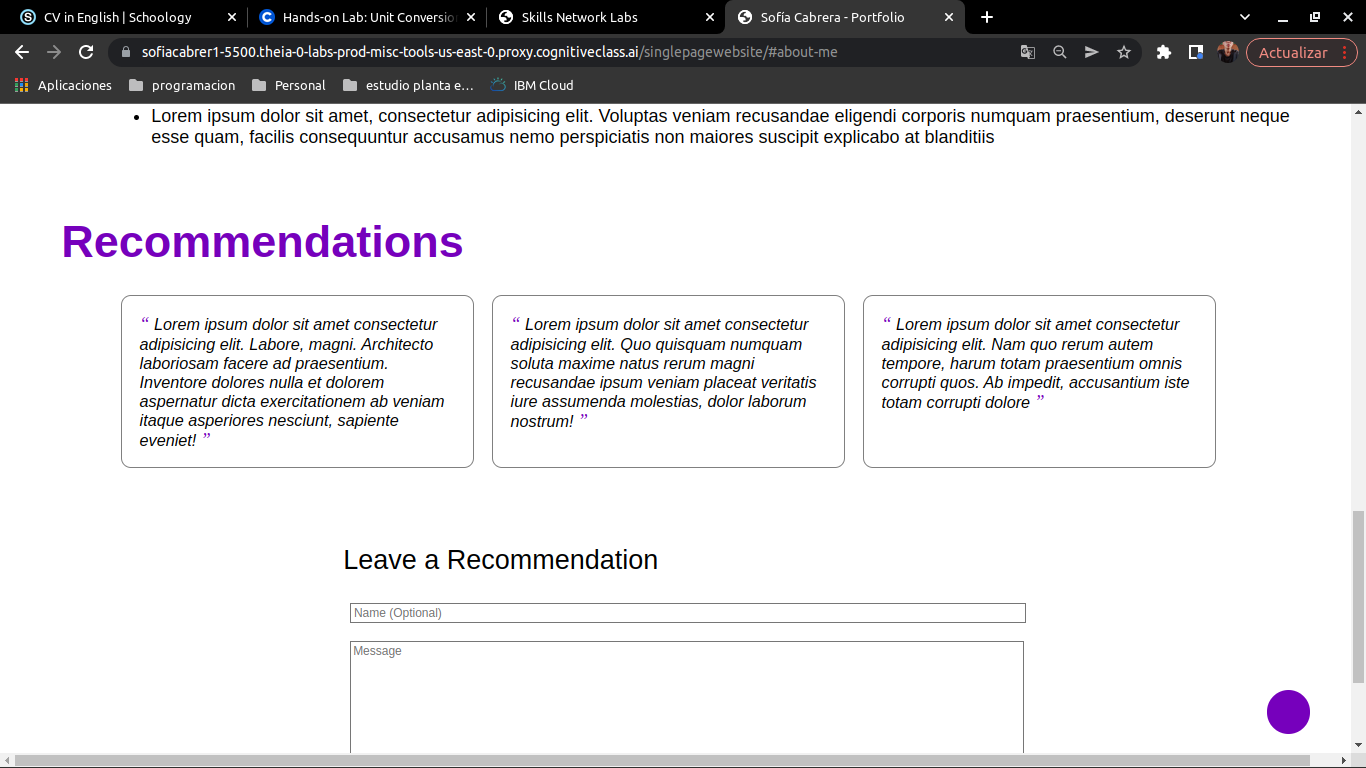 CV in English | Schoology
Hands-on Lab: Unit Conversion
Skills Network Labs
Sofía Cabrera - Portfolio
sofiacabrer1-5500.theia-0-labs-prod-misc-tools-us-east-0.proxy.cognitiveclass.ai/singlepagewebsite/#about-me
Actualizar
Aplicaciones
programacion
Personal
estudio planta e…
IBM Cloud
• Lorem ipsum dolor sit amet, consectetur adipisicing elit. Voluptas veniam recusandae eligendi corporis numquam praesentium, deserunt neque
esse quam, facilis consequuntur accusamus nemo perspiciatis non maiores suscipit explicabo at blanditiis
Recommendations
“ Lorem ipsum dolor sit amet consectetur
adipisicing elit. Labore, magni. Architecto
laboriosam facere ad praesentium.
Inventore dolores nulla et dolorem
aspernatur dicta exercitationem ab veniam
itaque asperiores nesciunt, sapiente
eveniet! ”
“ Lorem ipsum dolor sit amet consectetur
adipisicing elit. Quo quisquam numquam
soluta maxime natus rerum magni
recusandae ipsum veniam placeat veritatis
iure assumenda molestias, dolor laborum
nostrum! ”
“ Lorem ipsum dolor sit amet consectetur
adipisicing elit. Nam quo rerum autem
tempore, harum totam praesentium omnis
corrupti quos. Ab impedit, accusantium iste
totam corrupti dolore ”
Leave a Recommendation
Name (Optional)
Message